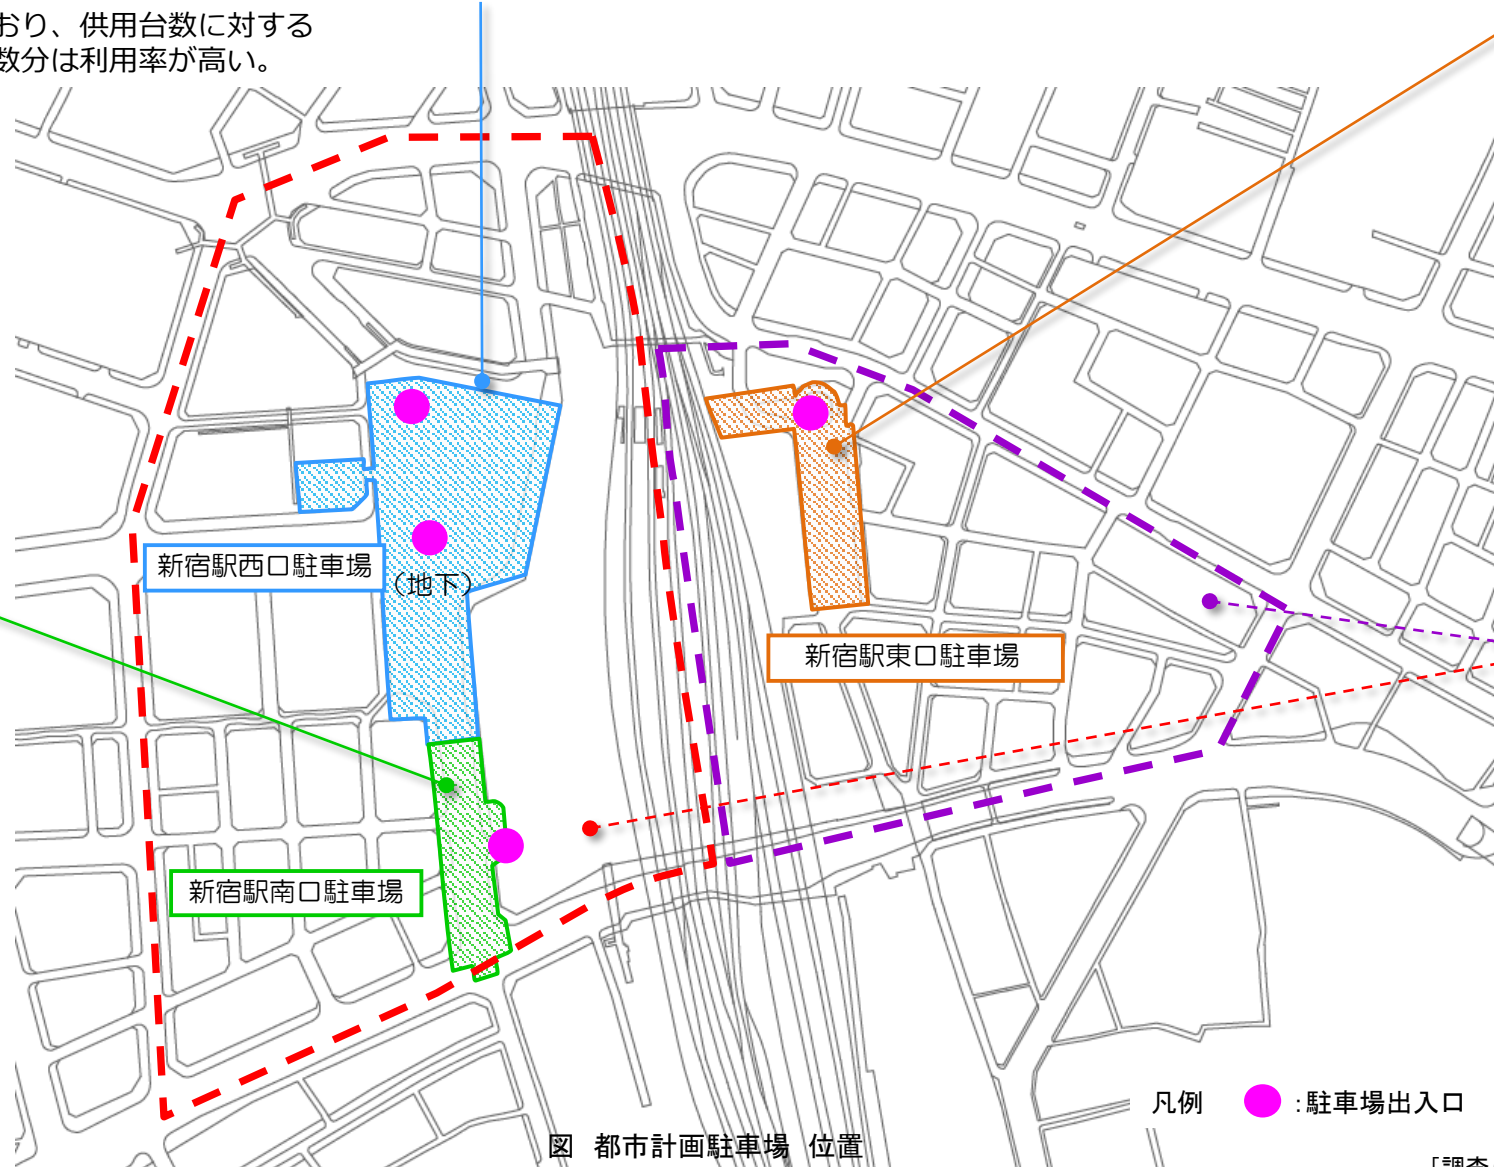 おり、供用台数に対する
数分は利用率が高い。
新宿駅西口駐車場
（地下）
新宿駅東口駐車場
新宿駅南口駐車場
凡例 ：駐車場出入口
図 都市計画駐車場 位置
「調査